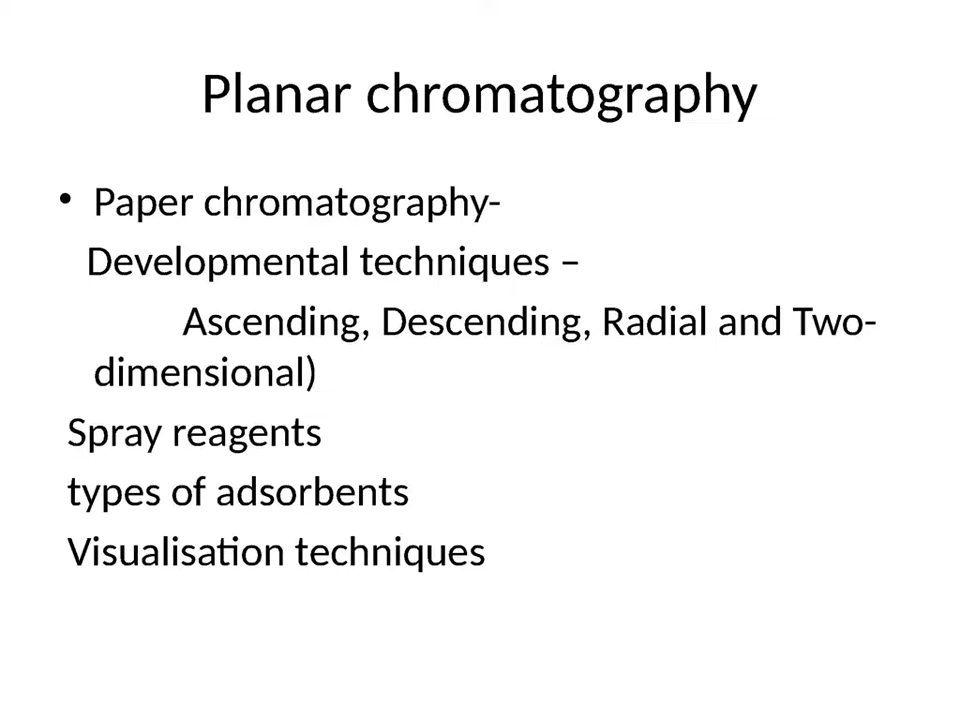 Planar chromatography
• Paper chromatography-
Developmental techniques –
Ascending, Descending, Radial and Two-
dimensional)
Spray reagents
types of adsorbents
Visualisation techniques